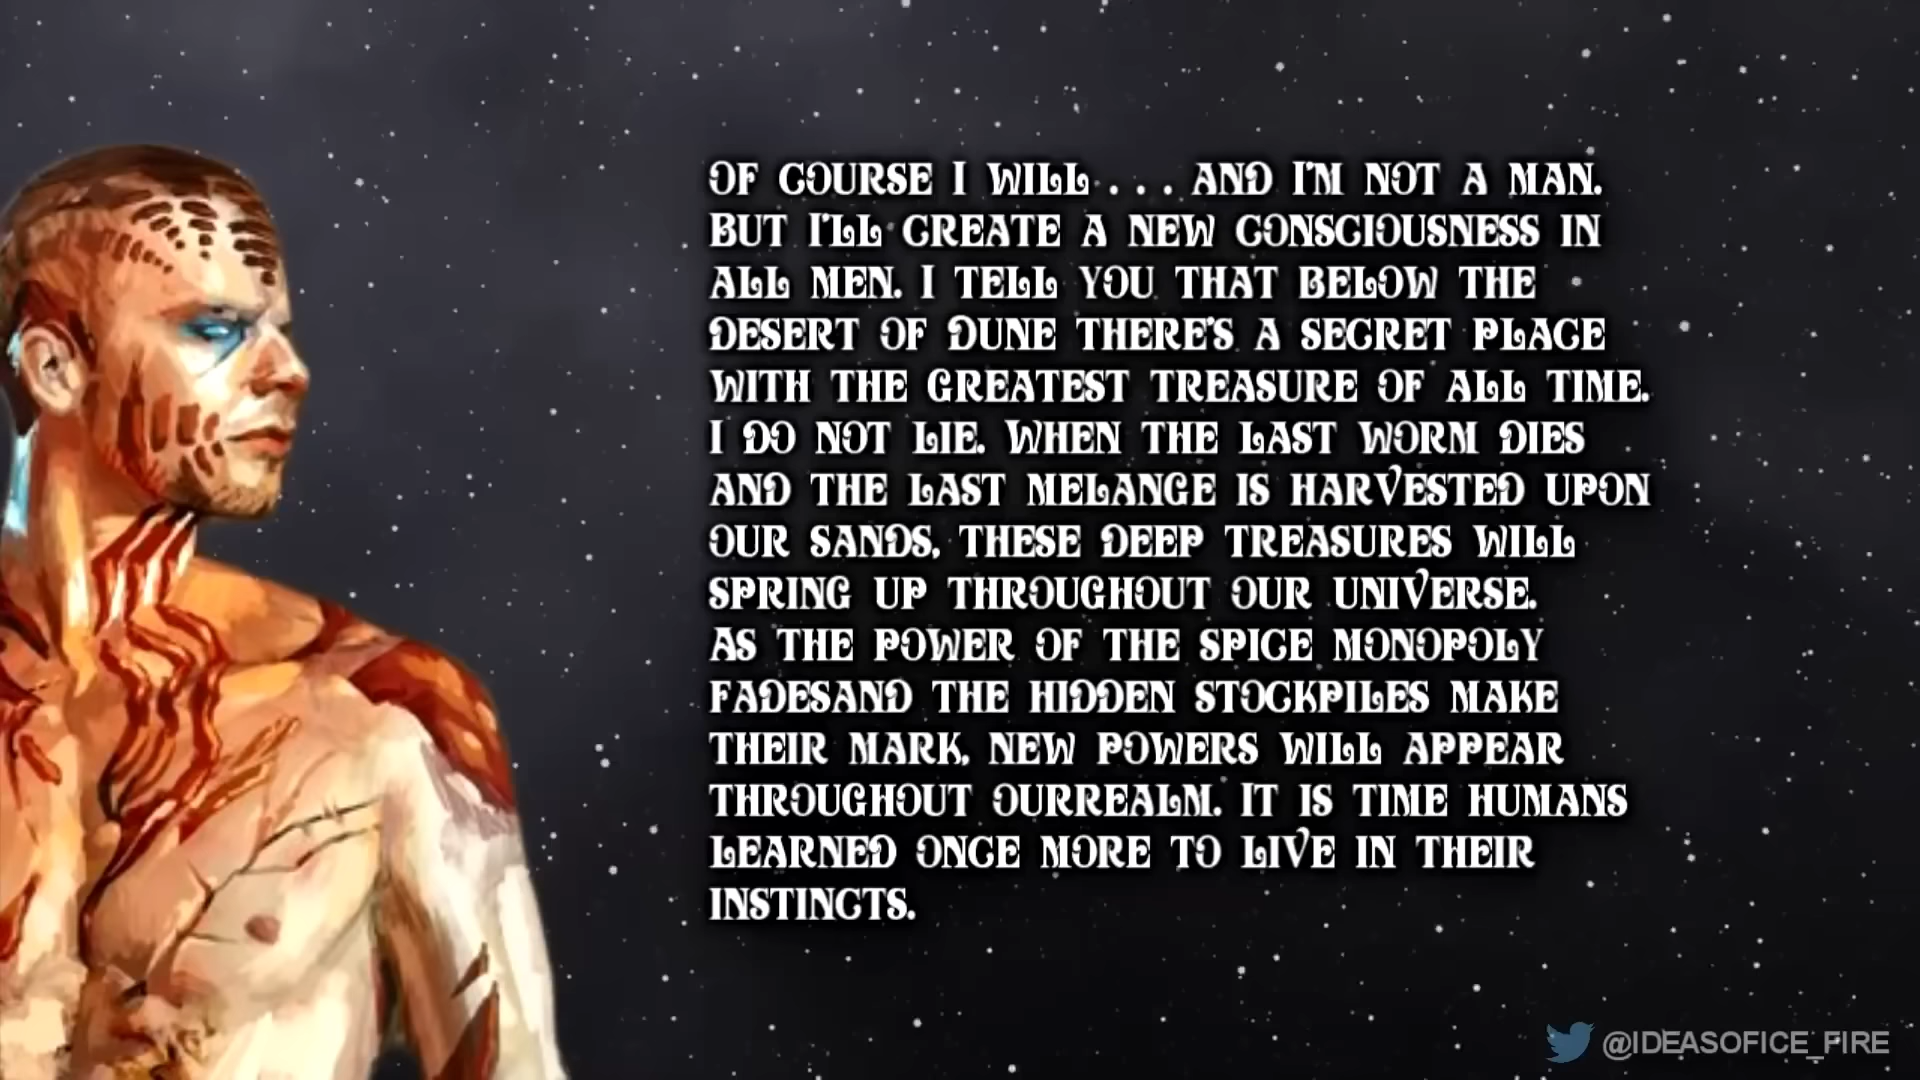 OF COURSE I WILL . . . AND I'M NOT A MAN.
BUT I'LL CREATE A NEW CONSCIOUSNESS IN
ALL MEN. I TELL YOU THAT BELOW THE
DESERT OF DUNE THERE'S A SECRET PLACE
WITH THE GREATEST TREASURE OF ALL TIME.
I DO NOT LIE. WHEN THE LAST WORM DIES
AND THE LAST MELANGE IS HARVESTED UPON
OUR SANDS, THESE DEEP TREASURES WILL
SPRING UP THROUGHOUT OUR UNIVERSE.
AS THE POWER OF THE SPICE MONOPOLY
FADESAND THE HIDDEN STOCKPILES MAKE
THEIR MARK, NEW POWERS WILL APPEAR
THROUGHOUT OURREALM. IT IS TIME HUMANS
LEARNED ONCE MORE TO LIVE IN THEIR
INSTINCTS.
@IDEASOFICE_FIRE